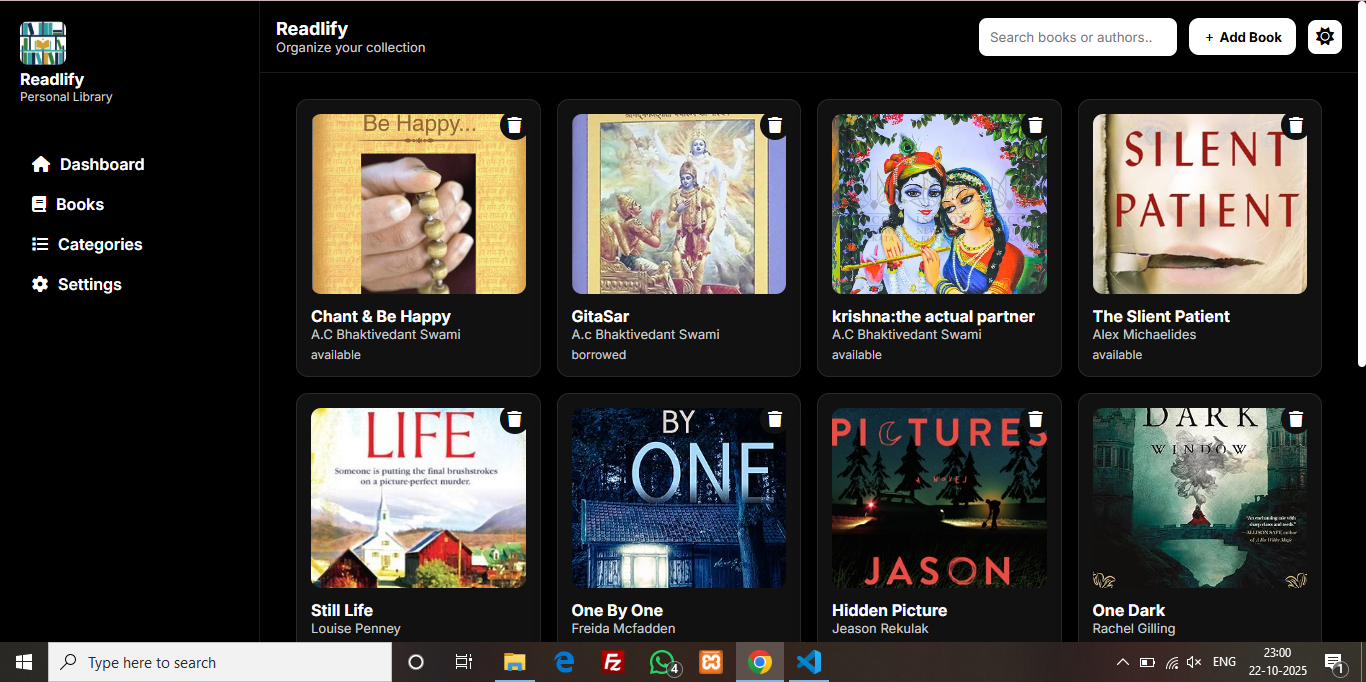 Readlify
Personal Library
Dashboard
Books
Categories
Settings
Readlify
Organize your collection
Search books or authors..
+ Add Book
Be Happy...
Chant & Be Happy
A.C Bhaktivedant Swami
available
GitaSar
A.c Bhaktivedant Swami
borrowed
krishna:the actual partner
A.C Bhaktivedant Swami
available
SILENT
PATIENT
The Slient Patient
Alex Michaelides
available
LIFE
Someone is putting the final brushstrokes
on a picture-perfect murder.
Still Life
Louise Penney
BY
ONE
One By One
Freida Mcfadden
PICTURES
A NOVEL
JASON
Hidden Picture
Jeason Rekulak
DARK
WINDOW
One Dark
Rachel Gilling
Type here to search
4
ENG
23:00
22-10-2025
1